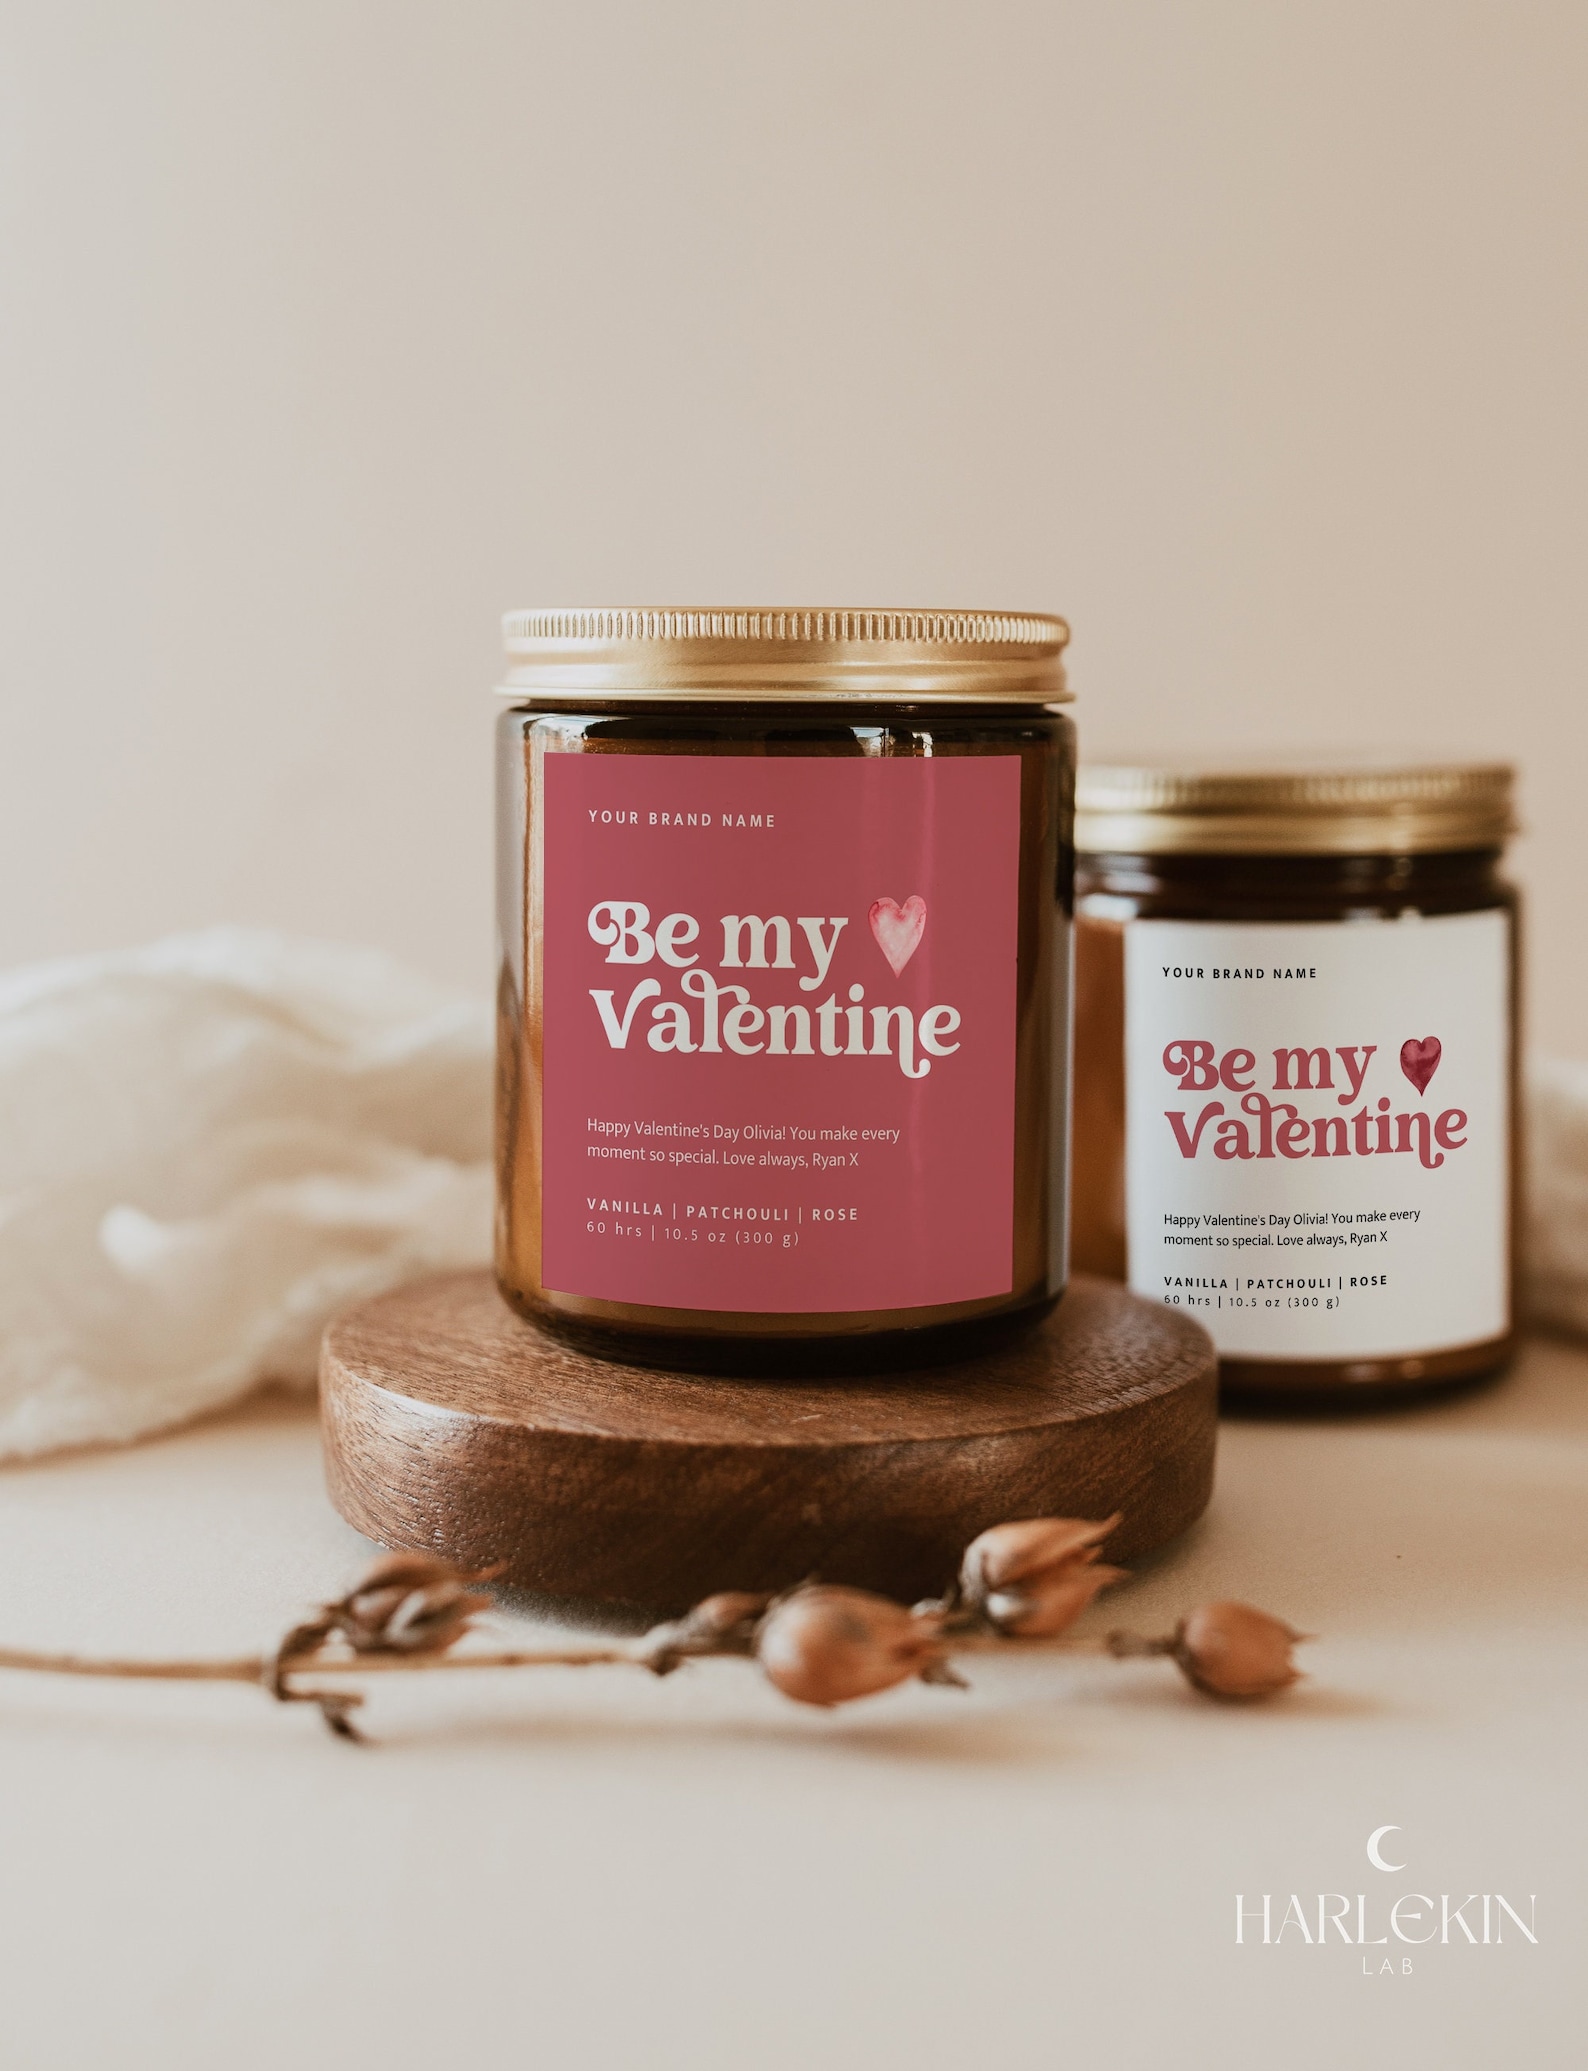 YOUR BRAND NAME
Be my
Valentine
Happy Valentine's Day Olivia! You make every
moment so special. Love always, Ryan X
VANILLA | PATCHOULI | ROSE
60 hrs | 10.5 oz (300 g)
YOUR BRAND NAME
Be my
Valentine
Happy Valentine's Day Olivia! You make every
moment so special. Love always, Ryan X
VANILLA | PATCHOULI | ROSE
60 hrs | 10.5 oz (300 g)
HARLEKIN
LAB